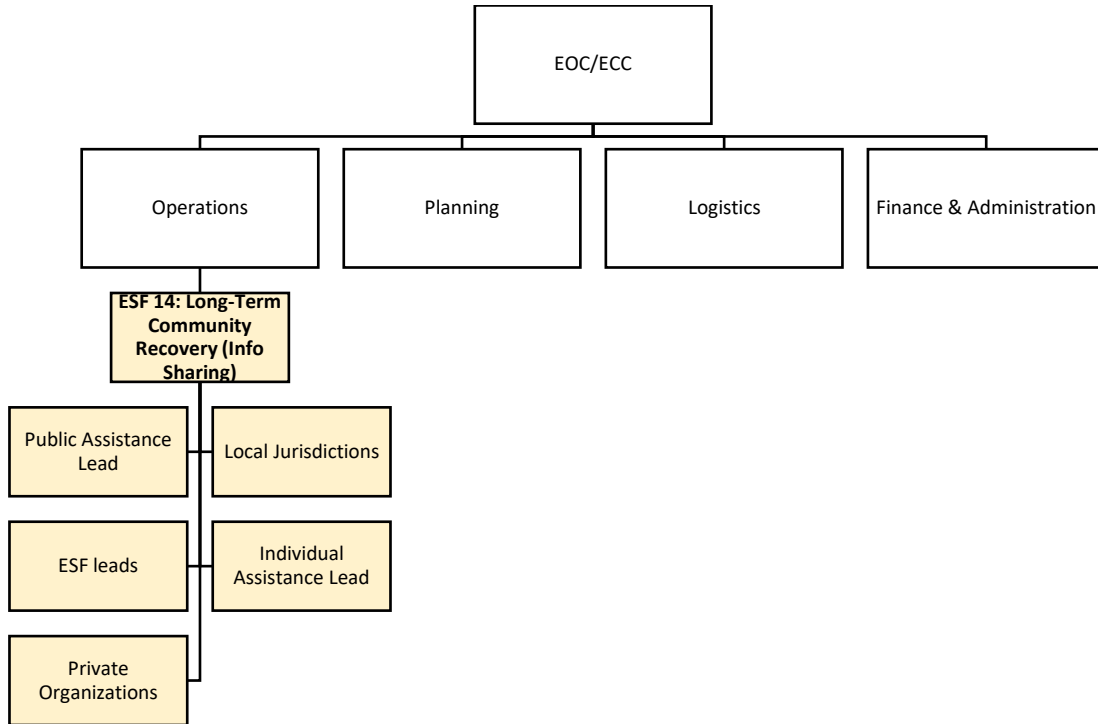 EOC/ECC
Operations
Planning
Logistics
Finance & Administration
ESF 14: Long-Term
Community
Recovery (Info
Sharing)
Public Assistance
Lead
Local Jurisdictions
ESF leads
Individual
Assistance Lead
Private
Organizations